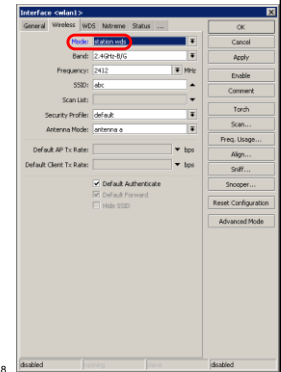 Interface <wlan1>
General Wireless WDS Nstreme Status ....
Mode: station wds
Band: 2.4GHz-B/G
Frequency: 2412 MHz
SSID: abc
Scan List:
Security Profile: default
Antenna Mode: antenna a
Default AP Tx Rate: bps
Default Client Tx Rate: bps
Default Authenticate
Default Forward
Hide SSID
OK
Cancel
Apply
Enable
Comment
Torch
Scan...
Freq. Usage...
Align...
Sniff...
Snooper...
Reset Configuration
Advanced Mode
8
disabled running slave disabled